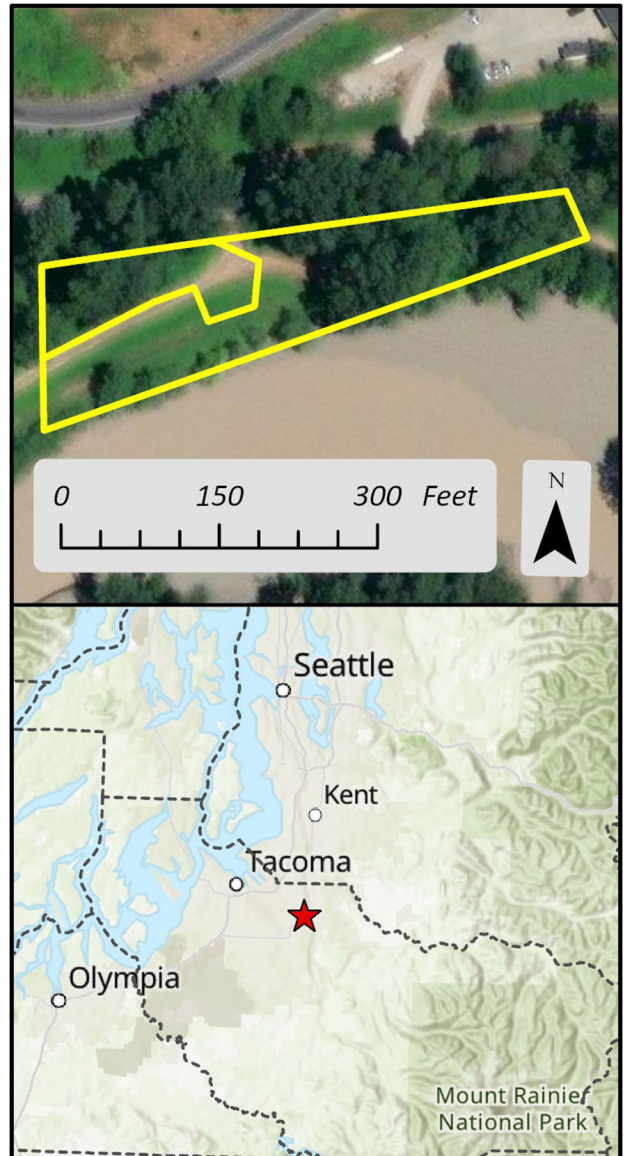 0 150 300 Feet
N
Seattle
Kent
Tacoma
Olympia
Mount Rainier
National Park